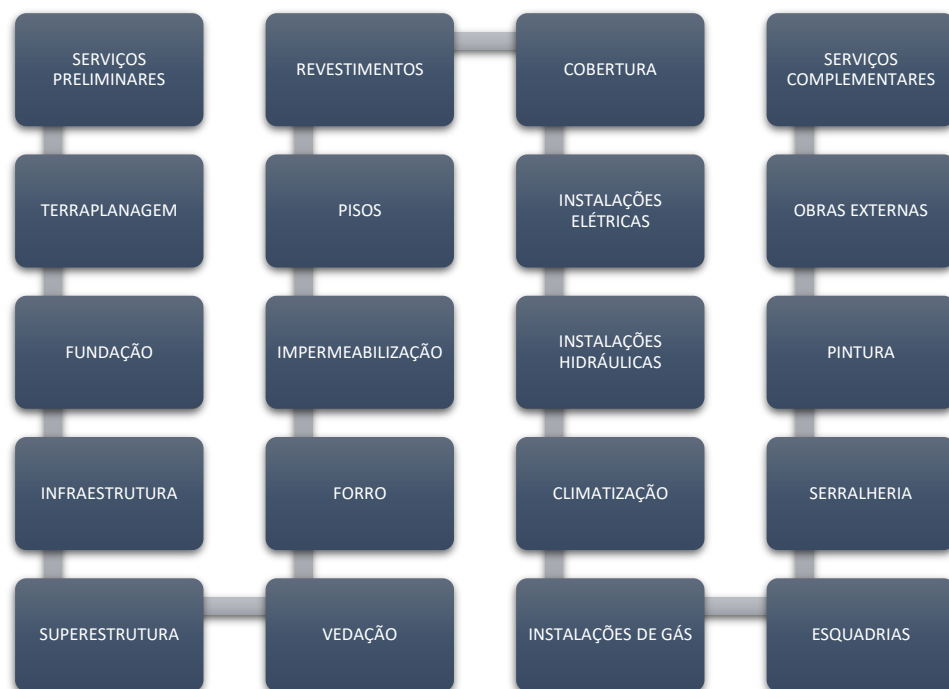 SERVIÇOS
PRELIMINARES
TERRAPLANAGEM
FUNDAÇÃO
INFRAESTRUTURA
SUPERESTRUTURA
VEDAÇÃO
FORRO
IMPERMEABILIZAÇÃO
PISOS
REVESTIMENTOS
COBERTURA
INSTALAÇÕES
ELÉTRICAS
INSTALAÇÕES
HIDRÁULICAS
CLIMATIZAÇÃO
INSTALAÇÕES DE GÁS
ESQUADRIAS
SERRALHERIA
PINTURA
OBRAS EXTERNAS
SERVIÇOS
COMPLEMENTARES